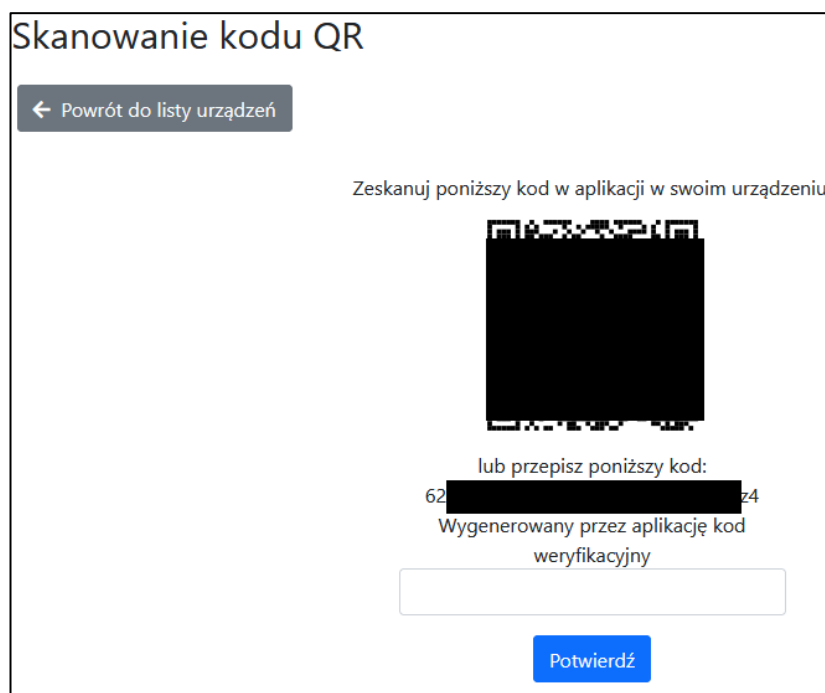 Skanowanie kodu QR
Powrót do listy urządzeń
Zeskanuj poniższy kod w aplikacji w swoim urządzeniu
lub przepisz poniższy kod:
62 z4
Wygenerowany przez aplikację kod
weryfikacyjny
Potwierdź